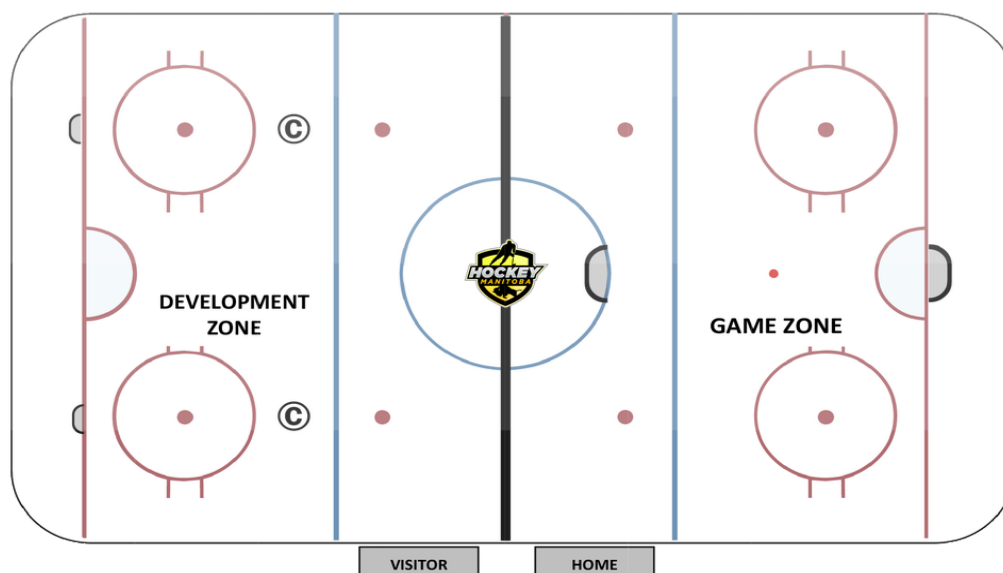 ©
HOCKEY
MANITOBA
DEVELOPMENT
ZONE
GAME ZONE
©
VISITOR
HOME